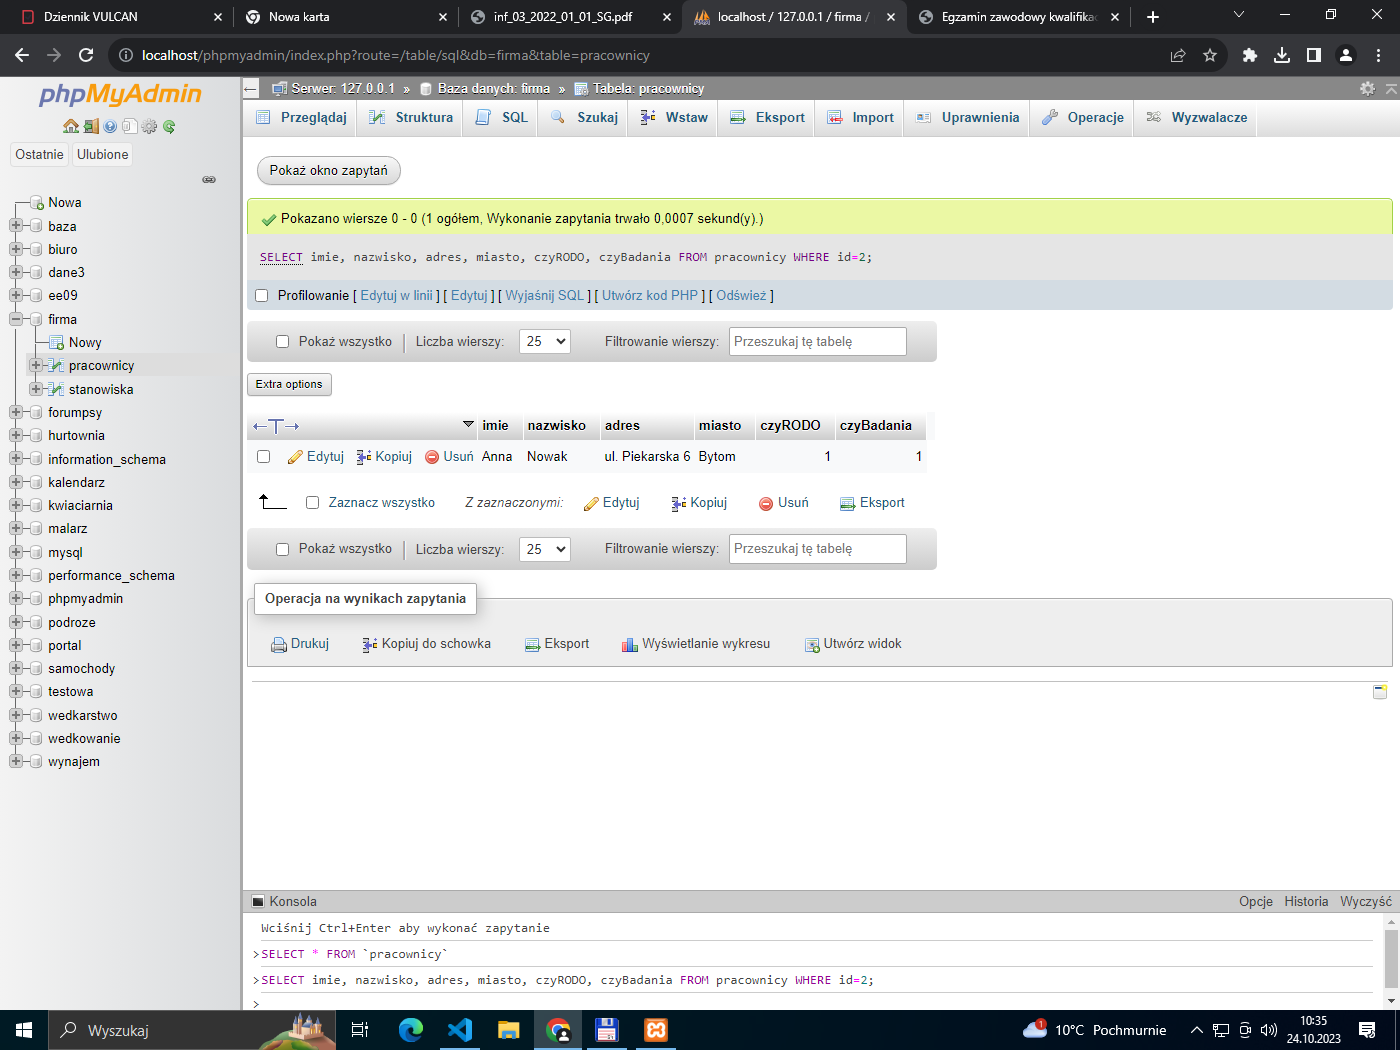 Dziennik VULCAN
Nowa karta
inf_03_2022_01_01_SG.pdf
localhost / 127.0.0.1 / firma /
Egzamin zawodowy kwalifika
localhost/phpmyadmin/index.php?route=/table/sql&db=firma&table=pracownicy
phpMyAdmin
Ostatnie
Ulubione
Nowa
baza
biuro
dane3
ee09
firma
Nowy
pracownicy
stanowiska
forumpsy
hurtownia
information_schema
kalendarz
kwiaciarnia
malarz
mysql
performance_schema
phpmyadmin
podroze
portal
samochody
testowa
wedkarstwo
wedkowanie
wynajem
Serwer: 127.0.0.1 » Baza danych: firma » Tabela: pracownicy
Przeglądaj Struktura SQL Szukaj Wstaw Eksport Import Uprawnienia Operacje Wyzwalacze
Pokaż okno zapytań
Pokazano wiersze 0 - 0 (1 ogółem, Wykonanie zapytania trwało 0,0007 sekund(y).)
SELECT imie, nazwisko, adres, miasto, czyRODO, czyBadania FROM pracownicy WHERE id=2;
Profilowanie [ Edytuj w linii ] [ Edytuj ] [ Wyjaśnij SQL ] [ Utwórz kod PHP ] [ Odśwież ]
Pokaż wszystko Liczba wierszy: 25 Filtrowanie wierszy: Przeszukaj tę tabelę
Extra options
←T→ imie nazwisko adres miasto czyRODO czyBadania
Edytuj Kopiuj Usuń Anna Nowak ul. Piekarska 6 Bytom 1 1
Zaznacz wszystko Z zaznaczonymi: Edytuj Kopiuj Usuń Eksport
Pokaż wszystko Liczba wierszy: 25 Filtrowanie wierszy: Przeszukaj tę tabelę
Operacja na wynikach zapytania
Drukuj Kopiuj do schowka Eksport Wyświetlanie wykresu Utwórz widok
Konsola Opcje Historia Wyczyść
Wciśnij Ctrl+Enter aby wykonać zapytanie
>SELECT * FROM `pracownicy`
>SELECT imie, nazwisko, adres, miasto, czyRODO, czyBadania FROM pracownicy WHERE id=2;
>
Wyszukaj
1
10°C Pochmurnie
10:35
24.10.2023